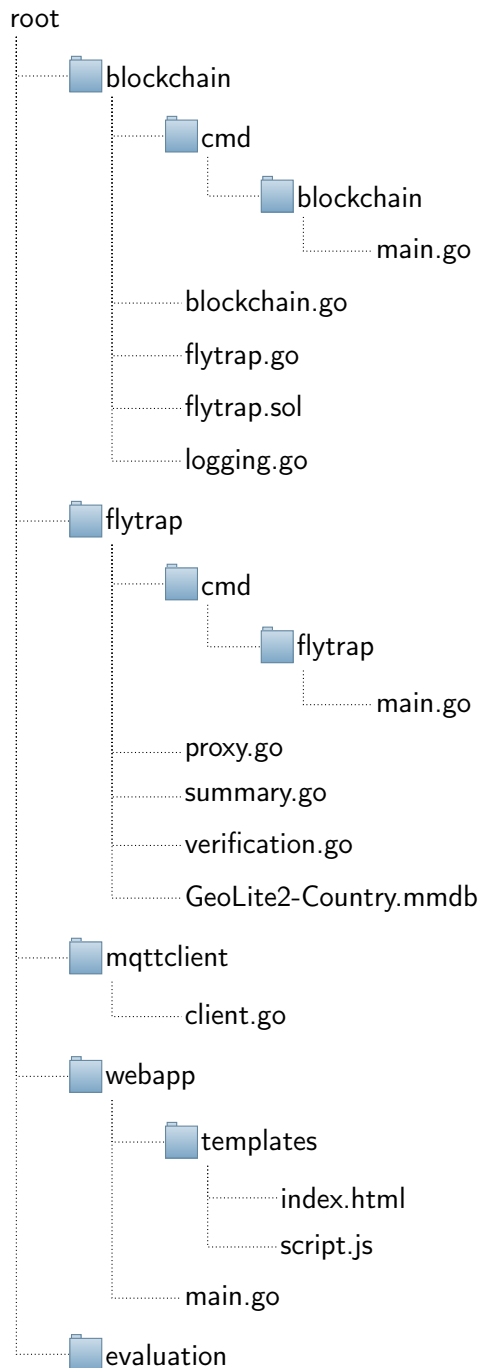 root
blockchain
cmd
blockchain
main.go
blockchain.go
flytrap.go
flytrap.sol
logging.go
flytrap
cmd
flytrap
main.go
proxy.go
summary.go
verification.go
GeoLite2-Country.mmdb
mqttclient
client.go
webapp
templates
index.html
script.js
main.go
evaluation